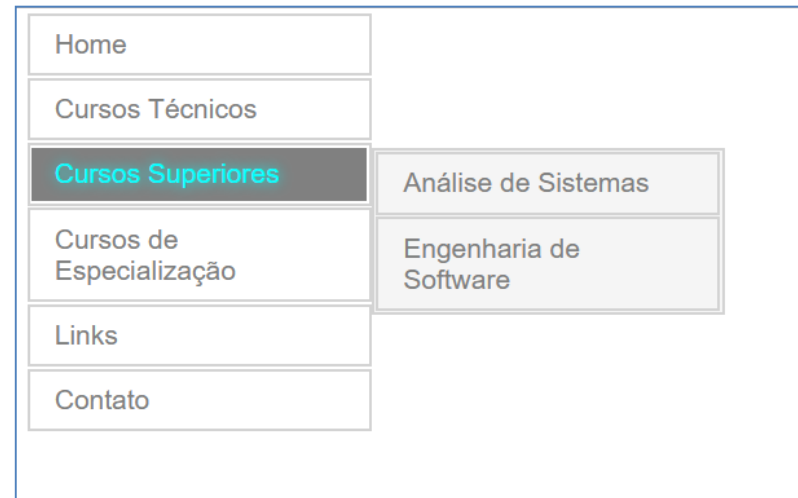 Home
Cursos Técnicos
Cursos Superiores
Análise de Sistemas
Cursos de
Especialização
Engenharia de
Software
Links
Contato